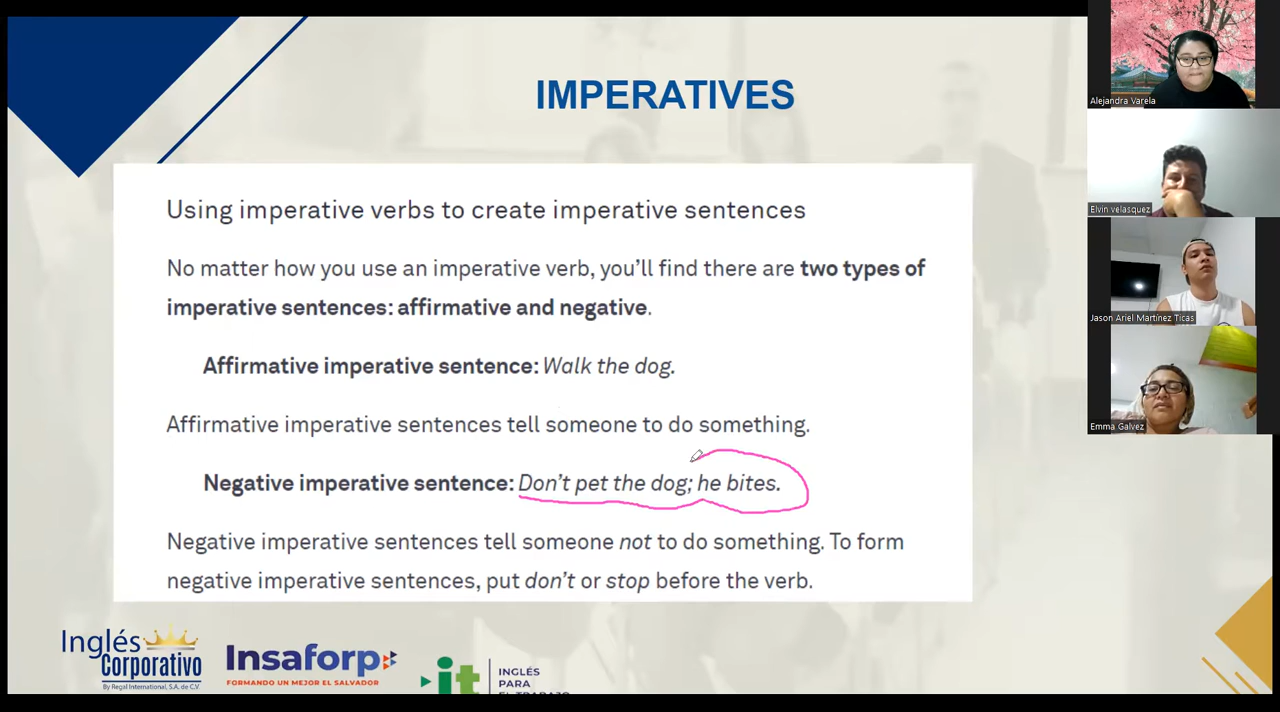 IMPERATIVES
Using imperative verbs to create imperative sentences
No matter how you use an imperative verb, you'll find there are two types of
imperative sentences: affirmative and negative.
Affirmative imperative sentence: Walk the dog.
Affirmative imperative sentences tell someone to do something.
Negative imperative sentence: Don't pet the dog; he bites.
Negative imperative sentences tell someone not to do something. To form
negative imperative sentences, put don't or stop before the verb.
Inglés
Corporativo
By Regal International, S.A. de C.V.
Insaforp
FORMANDO UN MEJOR EL SALVADOR
it
INGLÉS
PARA
EL TRABAJO
Alejandra Varela
Elvin velasquez
Jason Ariel Martínez Ticas
Emma Galvez